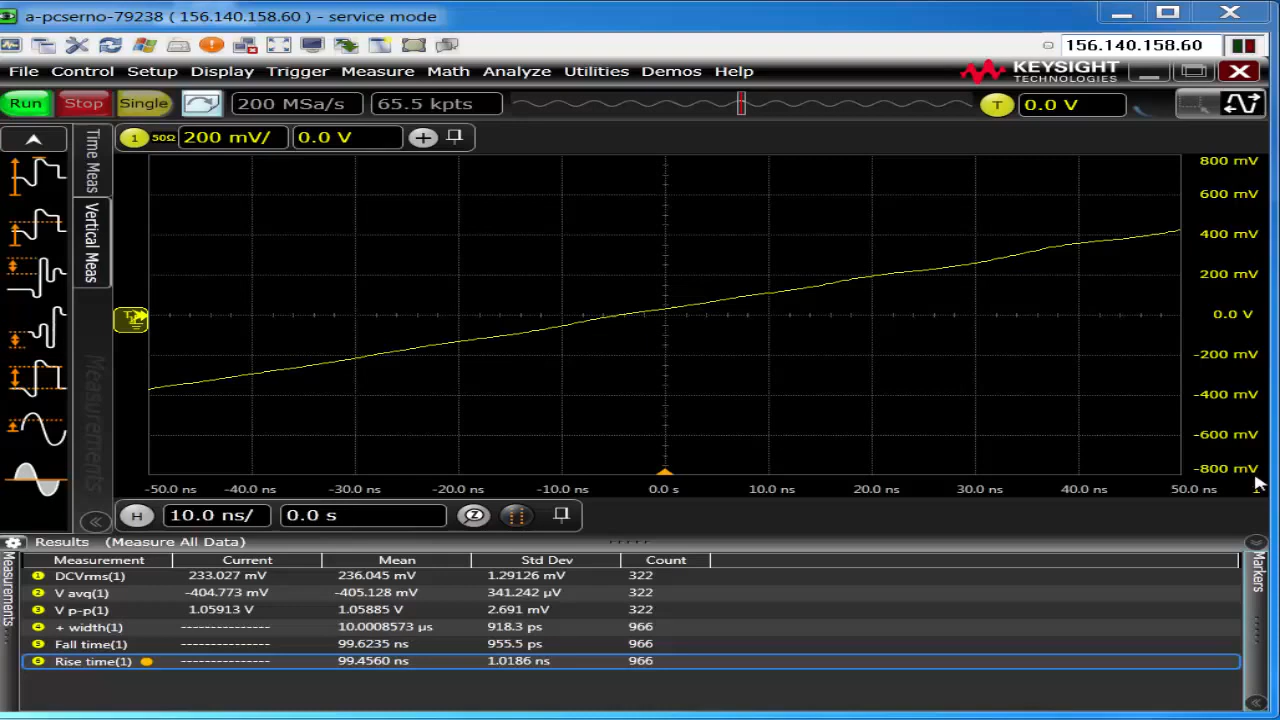 a-pcserno-79238 ( 156.140.158.60 ) - service mode
156.140.158.60
File Control Setup Display Trigger Measure Math Analyze Utilities Demos Help
KEYSIGHT
TECHNOLOGIES
Run Stop Single 200 MSa/s 65.5 kpts T 0.0 V
1 50Ω 200 mV/ 0.0 V
Time Meas
Vertical Meas
Measurements
800 mV
600 mV
400 mV
200 mV
0.0 V
-200 mV
-400 mV
-600 mV
-800 mV
T
-50.0 ns -40.0 ns -30.0 ns -20.0 ns -10.0 ns 0.0 s 10.0 ns 20.0 ns 30.0 ns 40.0 ns 50.0 ns 1
H 10.0 ns/ 0.0 s Z
Results (Measure All Data)
Measurements
Markers
Measurement Current Mean Std Dev Count
1 DCVrms(1) 233.027 mV 236.045 mV 1.29126 mV 322
2 V avg(1) -404.773 mV -405.128 mV 341.242 µV 322
3 V p-p(1) 1.05913 V 1.05885 V 2.691 mV 322
4 + width(1) --------------- 10.0008573 µs 918.3 ps 966
5 Fall time(1) --------------- 99.6235 ns 955.5 ps 966
6 Rise time(1) --------------- 99.4560 ns 1.0186 ns 966